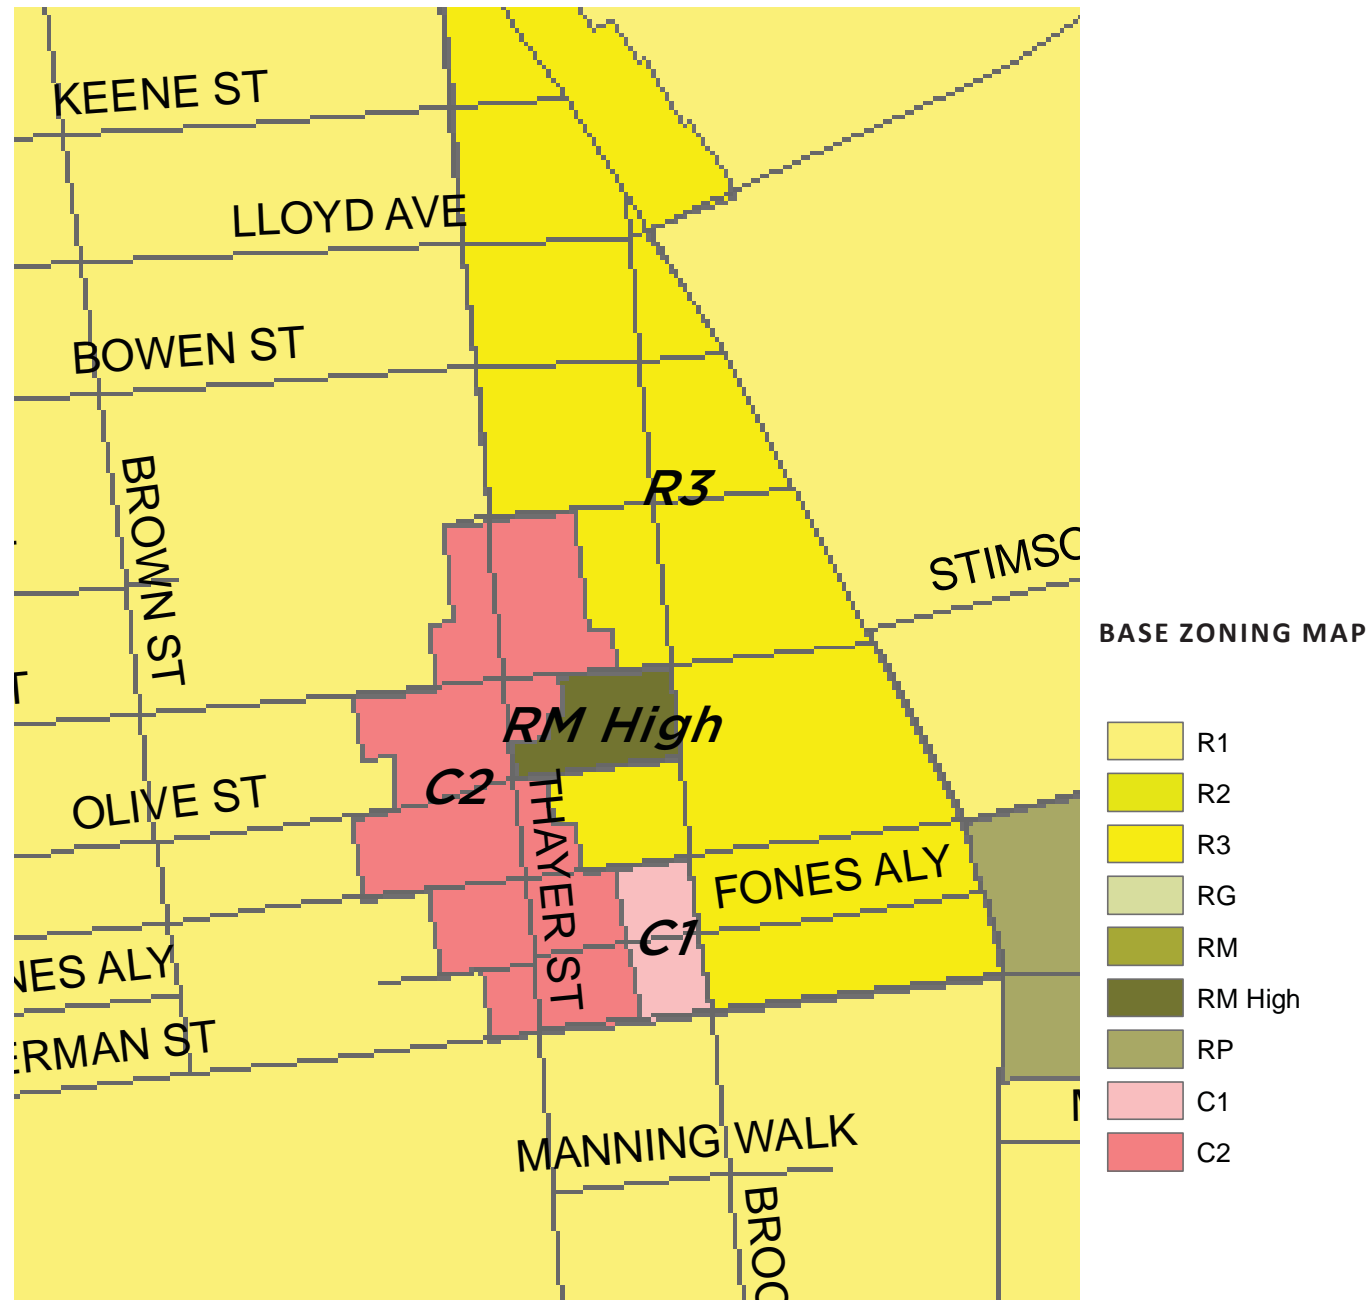 KEENE ST
LLOYD AVE
BOWEN ST
BROWN ST
R3
STIMSC
T
BASE ZONING MAP
R1
R2
R3
RG
RM
RM High
RP
C1
C2
RM High
C2
OLIVE ST
THAYER ST
FONES ALY
C1
NES ALY
ERMAN ST
MANNING WALK
BROO